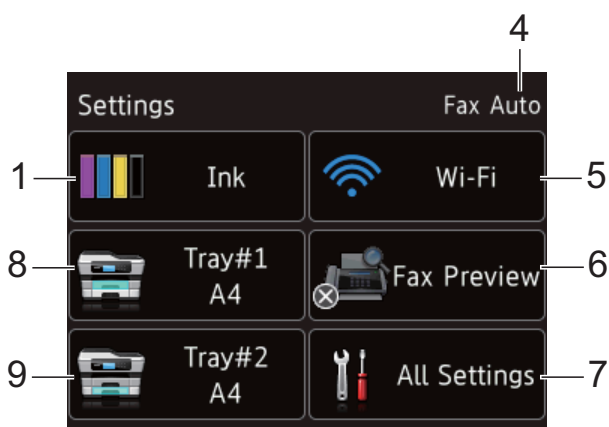 4
Settings Fax Auto
1 Ink Wi-Fi 5
8 Tray#1
A4 Fax Preview 6
9 Tray#2
A4 All Settings 7